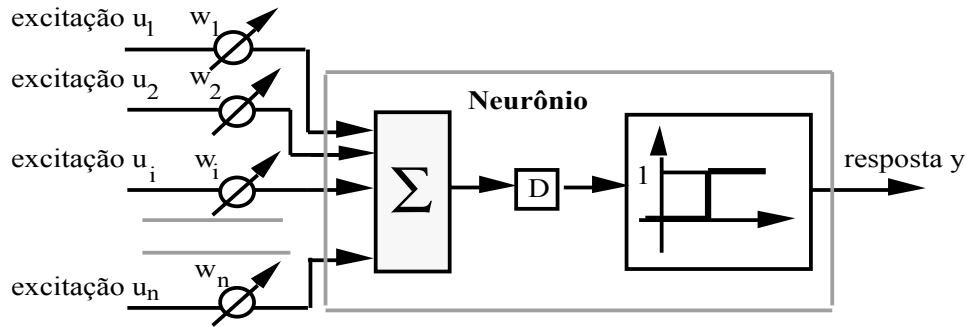 excitação u1 w1
excitação u2 w2
Neurônio
excitação ui wi
Σ
D
1
resposta y
excitação un wn